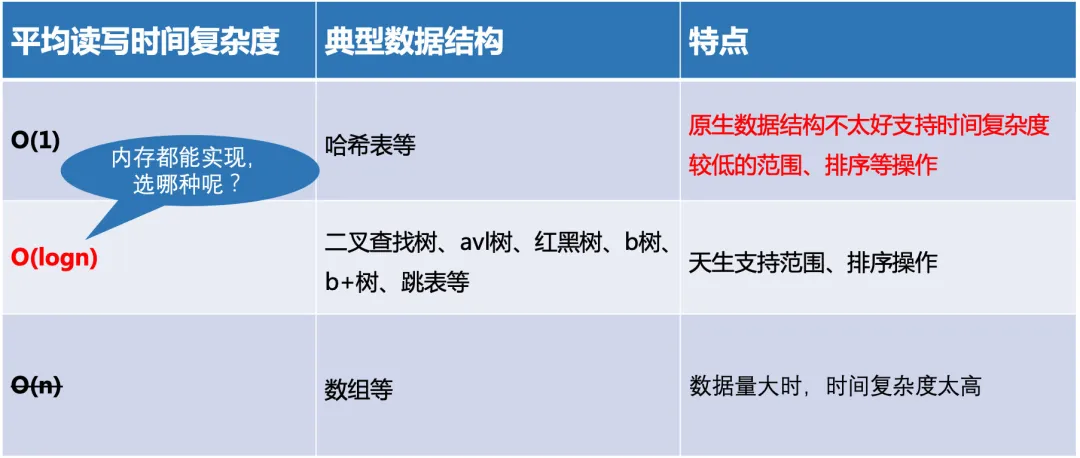 平均读写时间复杂度
典型数据结构
特点
O(1)
内存都能实现,
选哪种呢？
哈希表等
原生数据结构不太好支持时间复杂度
较低的范围、排序等操作
O(logn)
二叉查找树、avl树、红黑树、b树、
b+树、跳表等
天生支持范围、排序操作
O(n)
数组等
数据量大时，时间复杂度太高